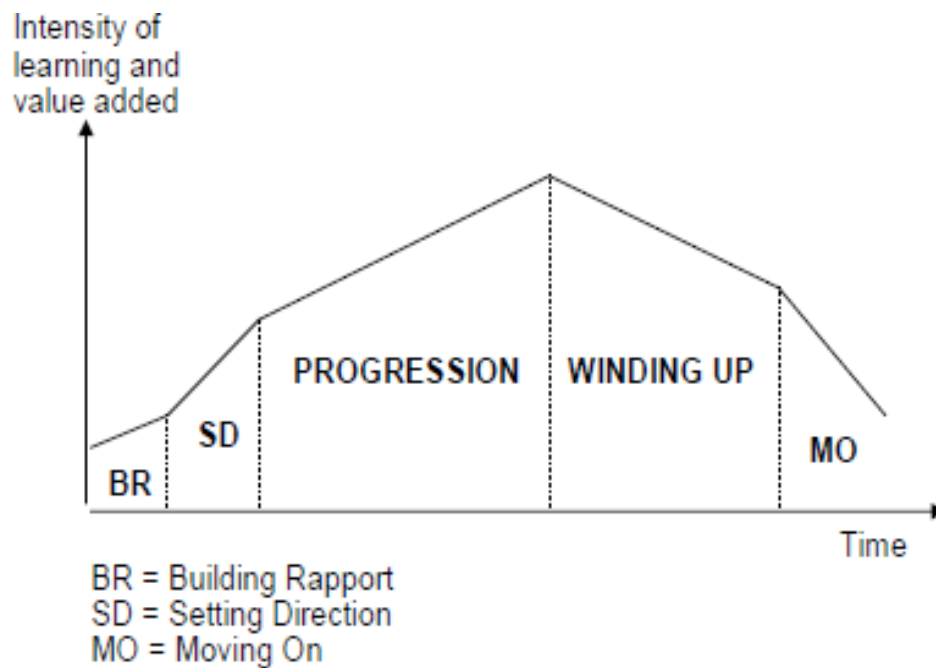 Intensity of
learning and
value added
PROGRESSION
WINDING UP
SD
MO
BR
Time
BR = Building Rapport
SD = Setting Direction
MO = Moving On